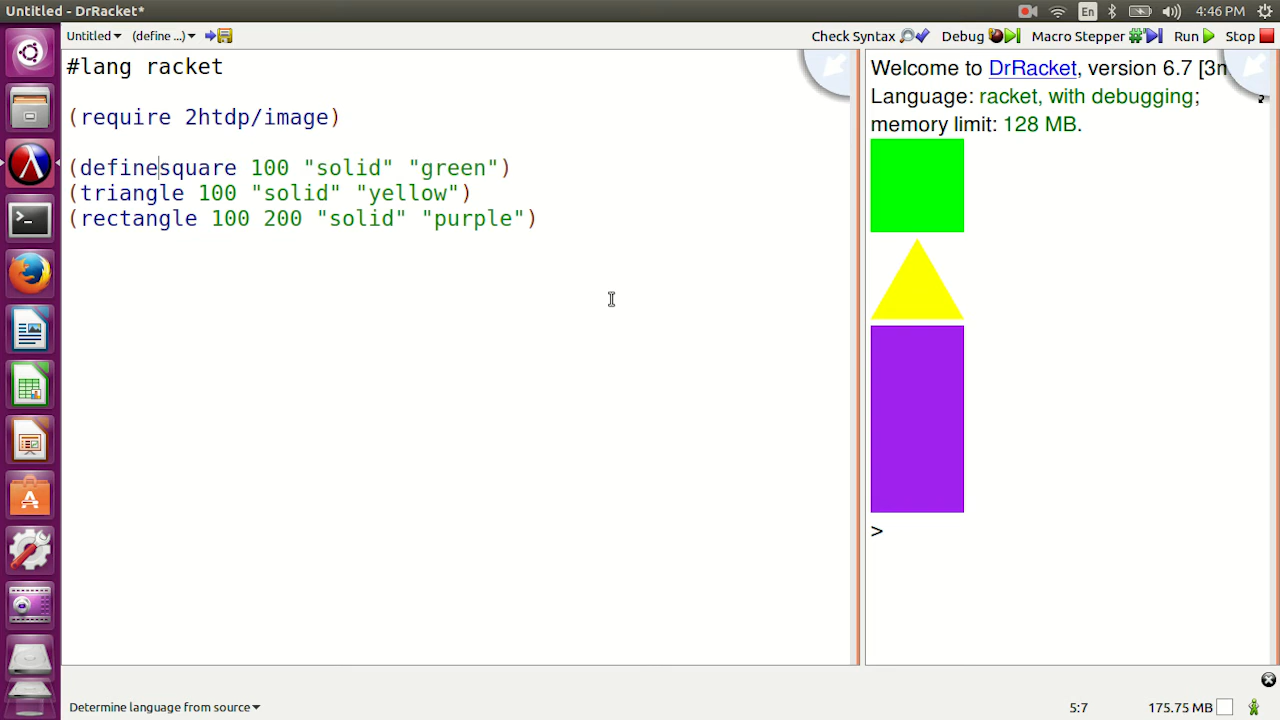 Untitled - DrRacket*
En
4:46 PM
Untitled
(define ...)
Check Syntax
Debug
Macro Stepper
Run
Stop
#lang racket
(require 2htdp/image)
(definesquare 100 "solid" "green")
(triangle 100 "solid" "yellow")
(rectangle 100 200 "solid" "purple")
Welcome to DrRacket, version 6.7 [3m
Language: racket, with debugging;
memory limit: 128 MB.
>
Determine language from source
5:7
175.75 MB